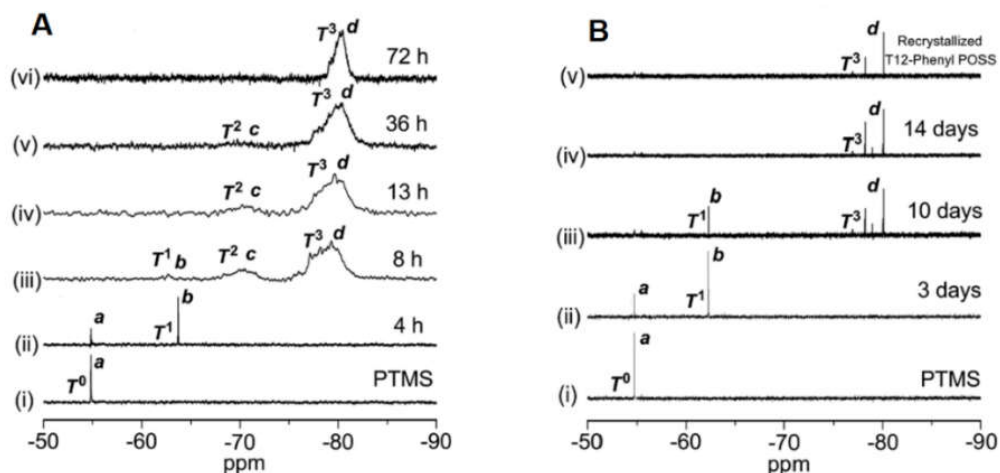 A
T³ d
72 h
(vi)
T² c
T³ d
36 h
(v)
T² c
T³ d
13 h
(iv)
T¹ b
T² c
T³ d
8 h
(iii)
a
b
T¹
4 h
(ii)
a
T⁰
PTMS
(i)
-50 -60 -70 -80 -90
ppm
B
d
Recrystallized
T12-Phenyl POSS
T³
(v)
d
14 days
T³
(iv)
b
d
10 days
T¹
T³
(iii)
b
a
3 days
T¹
(ii)
a
T⁰
PTMS
(i)
-50 -60 -70 -80 -90
ppm